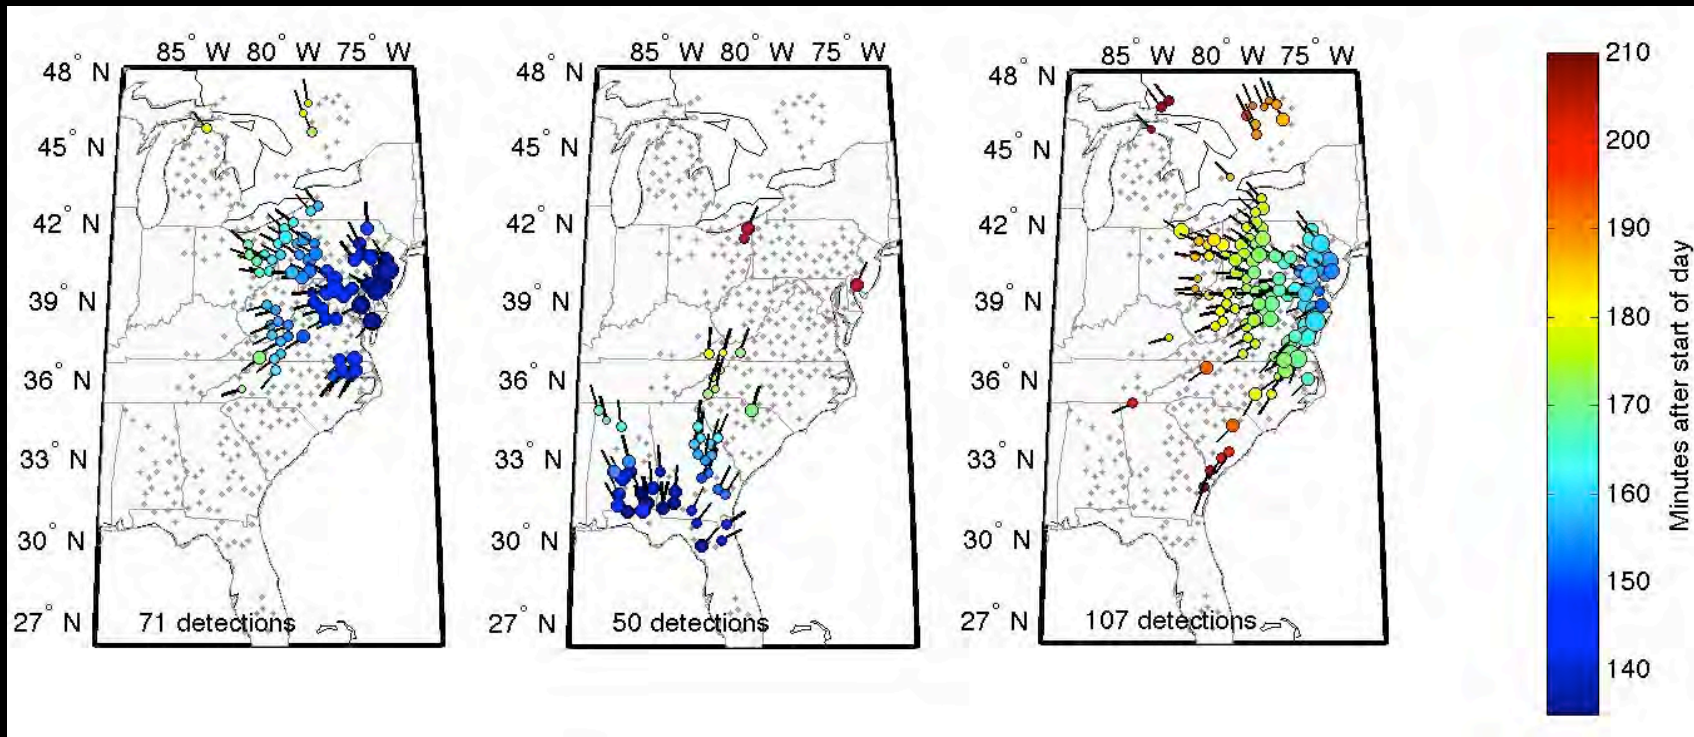 85° W 80° W 75° W
48° N
45° N
42° N
39° N
36° N
33° N
30° N
27° N
71 detections
85° W 80° W 75° W
48° N
45° N
42° N
39° N
36° N
33° N
30° N
27° N
50 detections
85° W 80° W 75° W
48° N
45° N
42° N
39° N
36° N
33° N
30° N
27° N
107 detections
210
200
190
180
170
160
150
140
Minutes after start of day